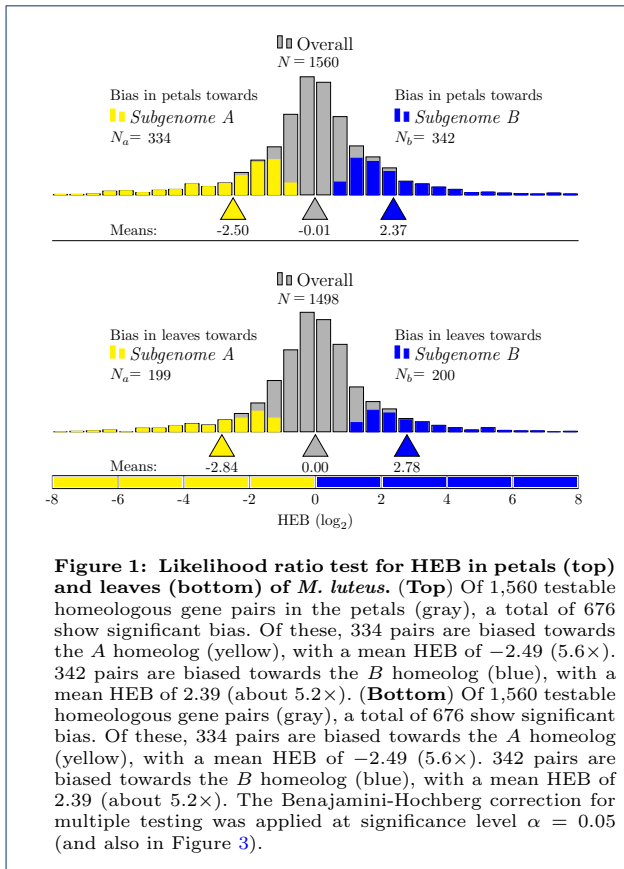 Overall
N = 1560
Bias in petals towards
Subgenome A
Na= 334
Bias in petals towards
Subgenome B
Nb= 342
Means: -2.50 -0.01 2.37
Overall
N = 1498
Bias in leaves towards
Subgenome A
Na= 199
Bias in leaves towards
Subgenome B
Nb= 200
Means: -2.84 0.00 2.78
-8 -6 -4 -2 0 2 4 6 8
HEB (log2)
Figure 1: Likelihood ratio test for HEB in petals (top)
and leaves (bottom) of M. luteus. (Top) Of 1,560 testable
homeologous gene pairs in the petals (gray), a total of 676
show significant bias. Of these, 334 pairs are biased towards
the A homeolog (yellow), with a mean HEB of −2.49 (5.6×).
342 pairs are biased towards the B homeolog (blue), with a
mean HEB of 2.39 (about 5.2×). (Bottom) Of 1,560 testable
homeologous gene pairs (gray), a total of 676 show significant
bias. Of these, 334 pairs are biased towards the A homeolog
(yellow), with a mean HEB of −2.49 (5.6×). 342 pairs are
biased towards the B homeolog (blue), with a mean HEB of
2.39 (about 5.2×). The Benajamini-Hochberg correction for
multiple testing was applied at significance level α = 0.05
(and also in Figure 3).